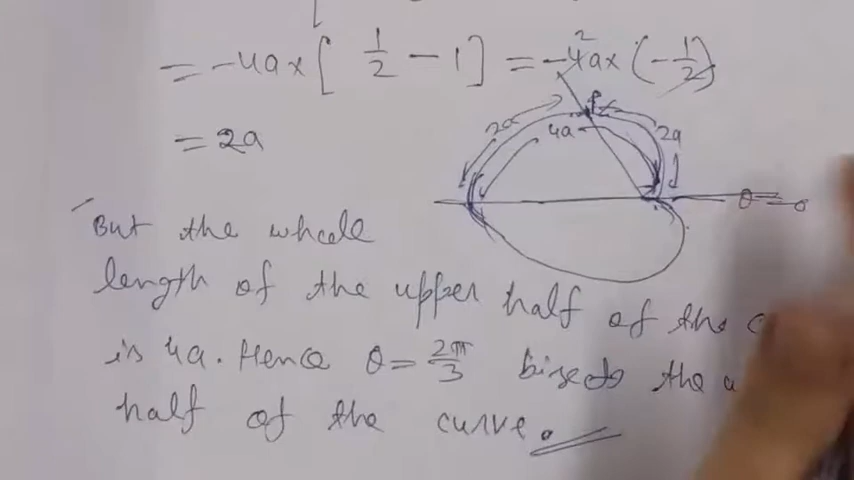 = -4a x [ 1/2 - 1 ] = -4²a x (-1/2)
= 2a
P
2a
4a
2a
θ = 0
But the whole
length of the upper half of the
is 4a. Hence θ = 2π/3 bisects the
half of the curve.